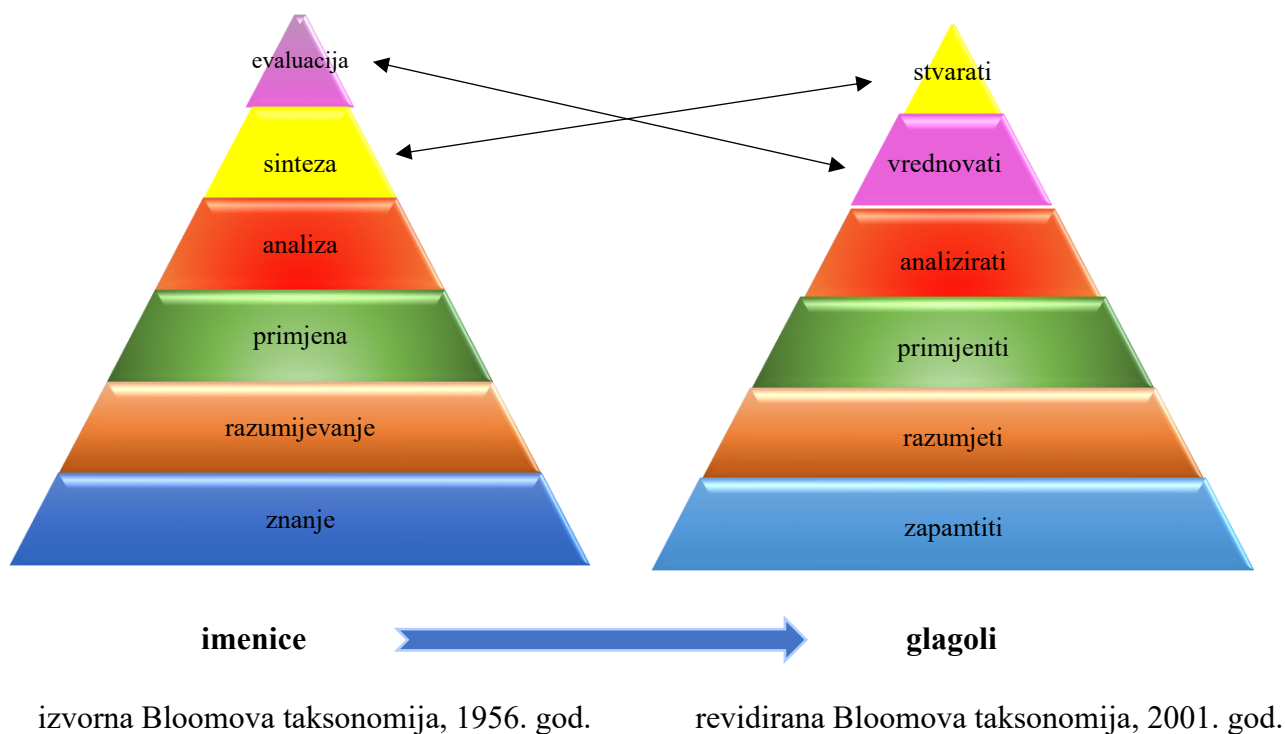 evaluacija
sinteza
analiza
primjena
razumijevanje
znanje
stvarati
vrednovati
analizirati
primijeniti
razumjeti
zapamtiti
imenice
glagoli
izvorna Bloomova taksonomija, 1956. god.
revidirana Bloomova taksonomija, 2001. god.